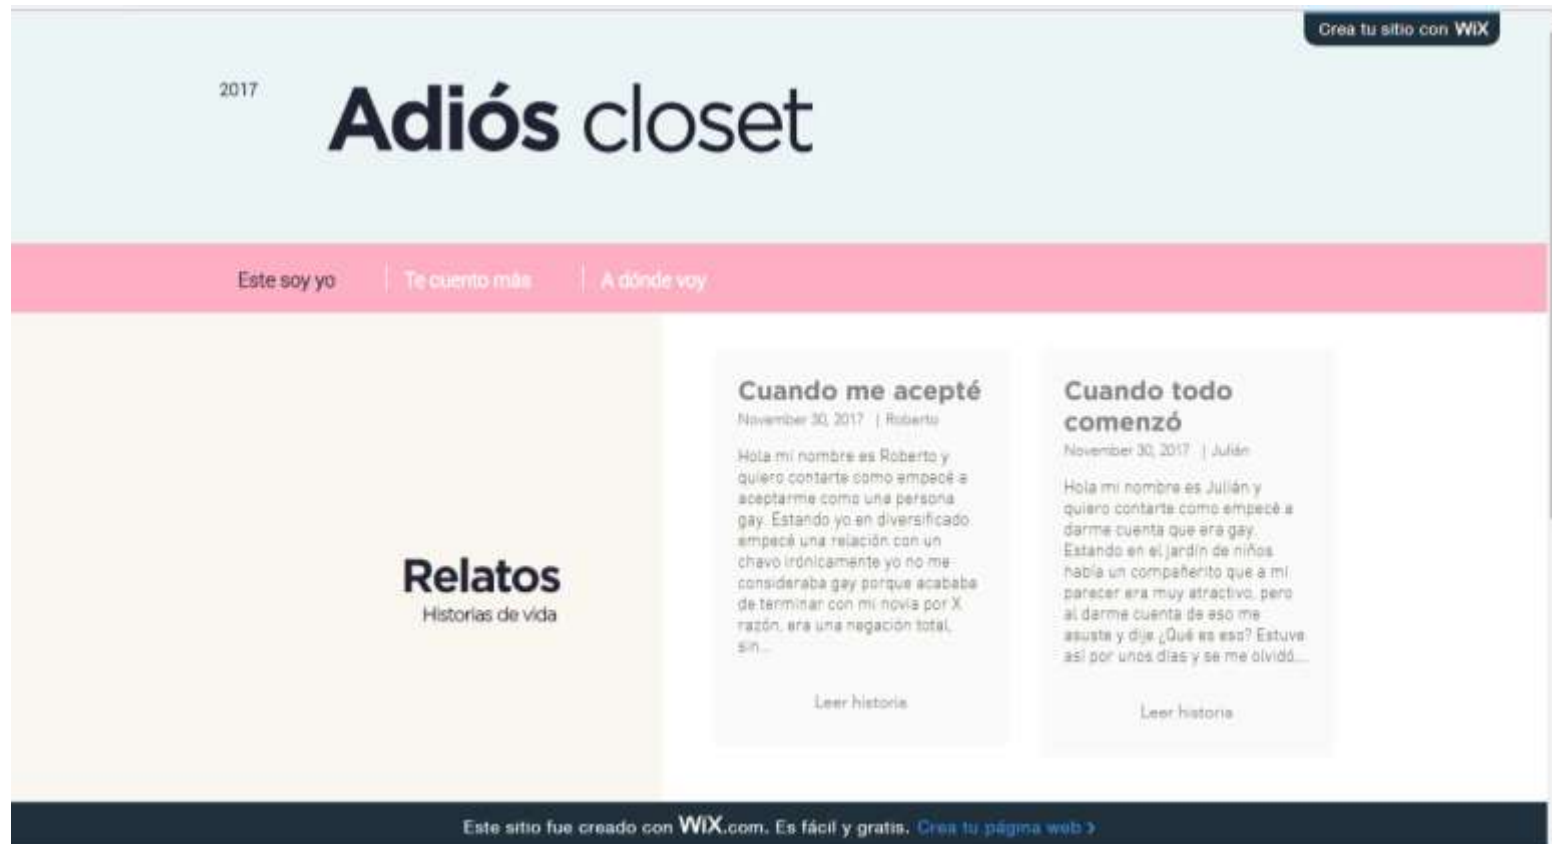 Crea tu sitio con WiX
2017
Adiós closet
Este soy yo
Te cuento más
A dónde voy
Relatos
Historias de vida
Cuando me acepté
November 30, 2017 | Roberto
Hola mi nombre es Roberto y
quiero contarte como empecé a
aceptarme como una persona
gay. Estando yo en diversificado
empecé una relación con un
chavo irónicamente yo no me
consideraba gay porque acababa
de terminar con mi novia por X
razón, era una negación total,
sin...
Leer historia
Cuando todo
comenzó
November 30, 2017 | Julián
Hola mi nombre es Julián y
quiero contarte como empecé a
darme cuenta que era gay.
Estando en el jardín de niños
había un compañerito que a mi
parecer era muy atractivo, pero
al darme cuenta de eso me
asuste y dije ¿Qué es eso? Estuve
así por unos días y se me olvidó...
Leer historia
Este sitio fue creado con WiX.com. Es fácil y gratis. Crea tu página web >